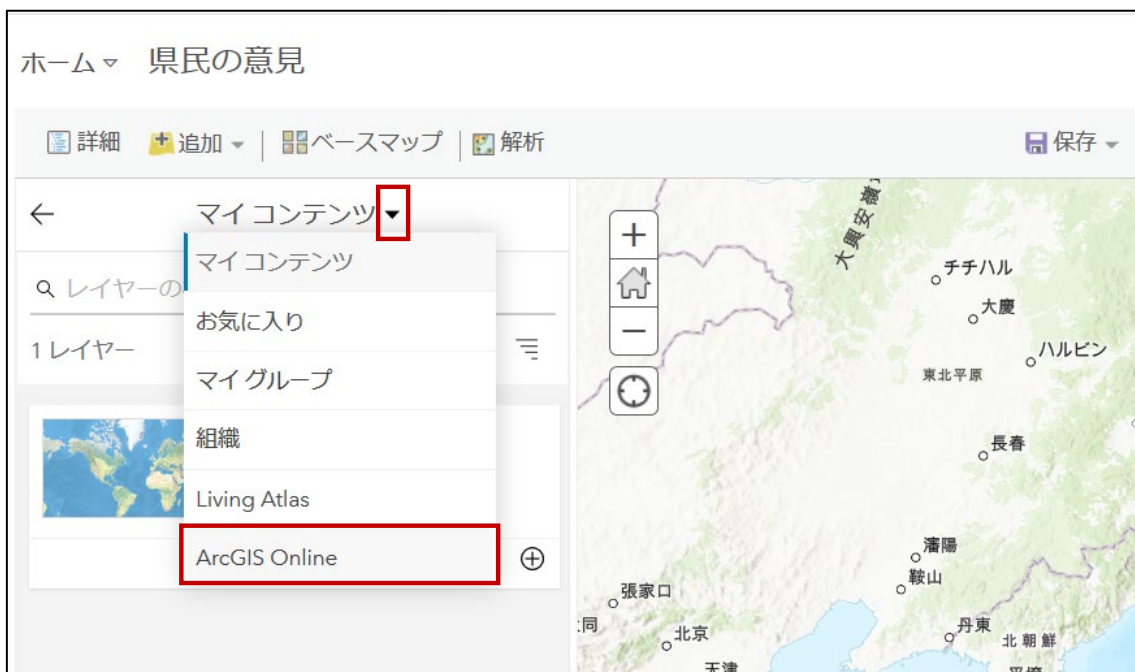 ホーム 県民の意見
詳細 追加 ベースマップ 解析 保存
マイ コンテンツ
マイ コンテンツ
レイヤーの
お気に入り
1 レイヤー
マイ グループ
組織
Living Atlas
ArcGIS Online
大興安嶺
チチハル
大慶
ハルビン
東北平原
長春
瀋陽
鞍山
張家口
同
北京
丹東
北朝鮮
天津
平壌